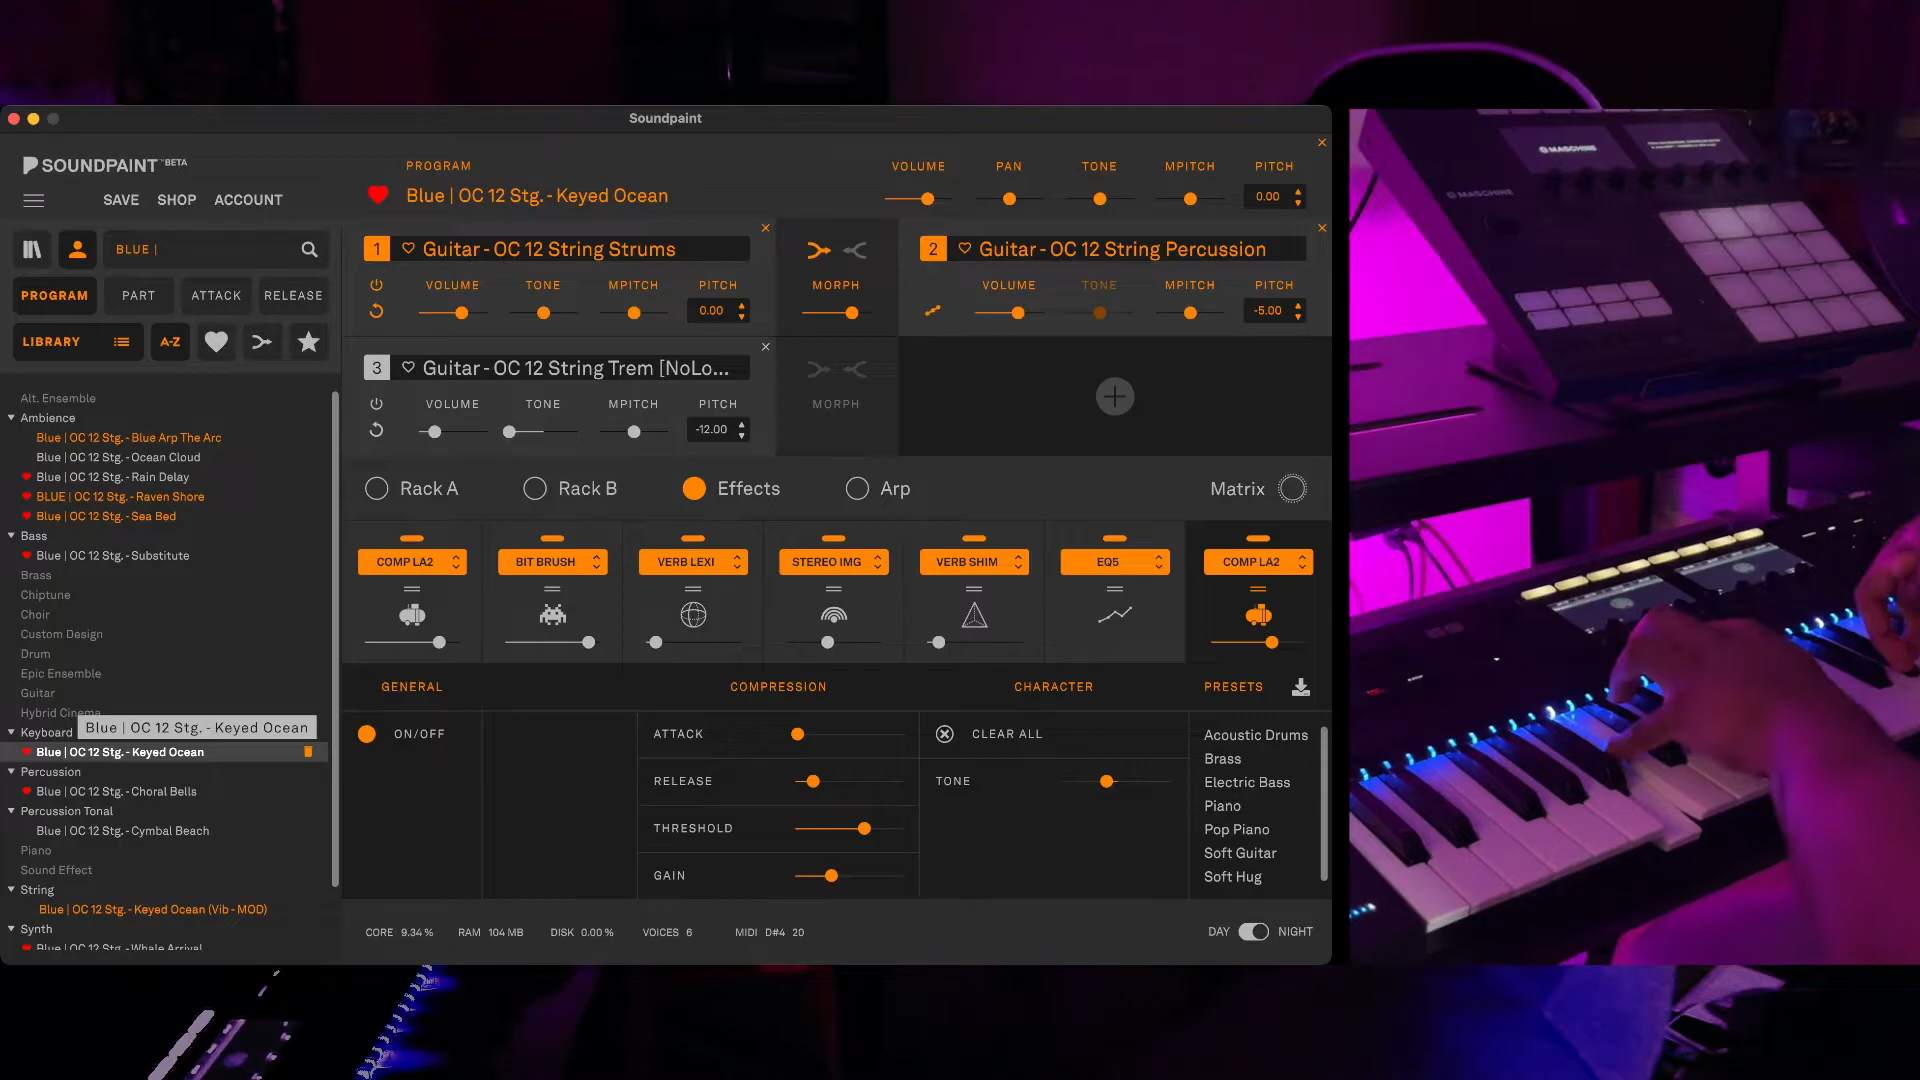 Soundpaint
SOUNDPAINT ™BETA
SAVE SHOP ACCOUNT
PROGRAM
Blue | OC 12 Stg. - Keyed Ocean
VOLUME PAN TONE MPITCH PITCH
0.00
BLUE |
PROGRAM PART ATTACK RELEASE
LIBRARY A-Z
1 Guitar - OC 12 String Strums
VOLUME TONE MPITCH PITCH
0.00
MORPH
2 Guitar - OC 12 String Percussion
VOLUME TONE MPITCH PITCH
-5.00
3 Guitar - OC 12 String Trem [NoLo...
VOLUME TONE MPITCH PITCH
-12.00
MORPH
Alt. Ensemble
Ambience
Blue | OC 12 Stg. - Blue Arp The Arc
Blue | OC 12 Stg. - Ocean Cloud
Blue | OC 12 Stg. - Rain Delay
BLUE | OC 12 Stg. - Raven Shore
Blue | OC 12 Stg. - Sea Bed
Bass
Blue | OC 12 Stg. - Substitute
Brass
Chiptune
Choir
Custom Design
Drum
Epic Ensemble
Guitar
Hybrid Cinema
Blue | OC 12 Stg. - Keyed Ocean
Keyboard
Blue | OC 12 Stg. - Keyed Ocean
Percussion
Blue | OC 12 Stg. - Choral Bells
Percussion Tonal
Blue | OC 12 Stg. - Cymbal Beach
Piano
Sound Effect
String
Blue | OC 12 Stg. - Keyed Ocean (Vib - MOD)
Synth
Blue | OC 12 Stg. - Whale Arrival
Rack A Rack B Effects Arp Matrix
COMP LA2 BIT BRUSH VERB LEXI STEREO IMG VERB SHIM EQ5 COMP LA2
GENERAL COMPRESSION CHARACTER PRESETS
ON/OFF
ATTACK
RELEASE
THRESHOLD
GAIN
CLEAR ALL
TONE
Acoustic Drums
Brass
Electric Bass
Piano
Pop Piano
Soft Guitar
Soft Hug
CORE 9.34 % RAM 104 MB DISK 0.00 % VOICES 6 MIDI D#4 20
DAY NIGHT
MASCHINE
MASCHINE